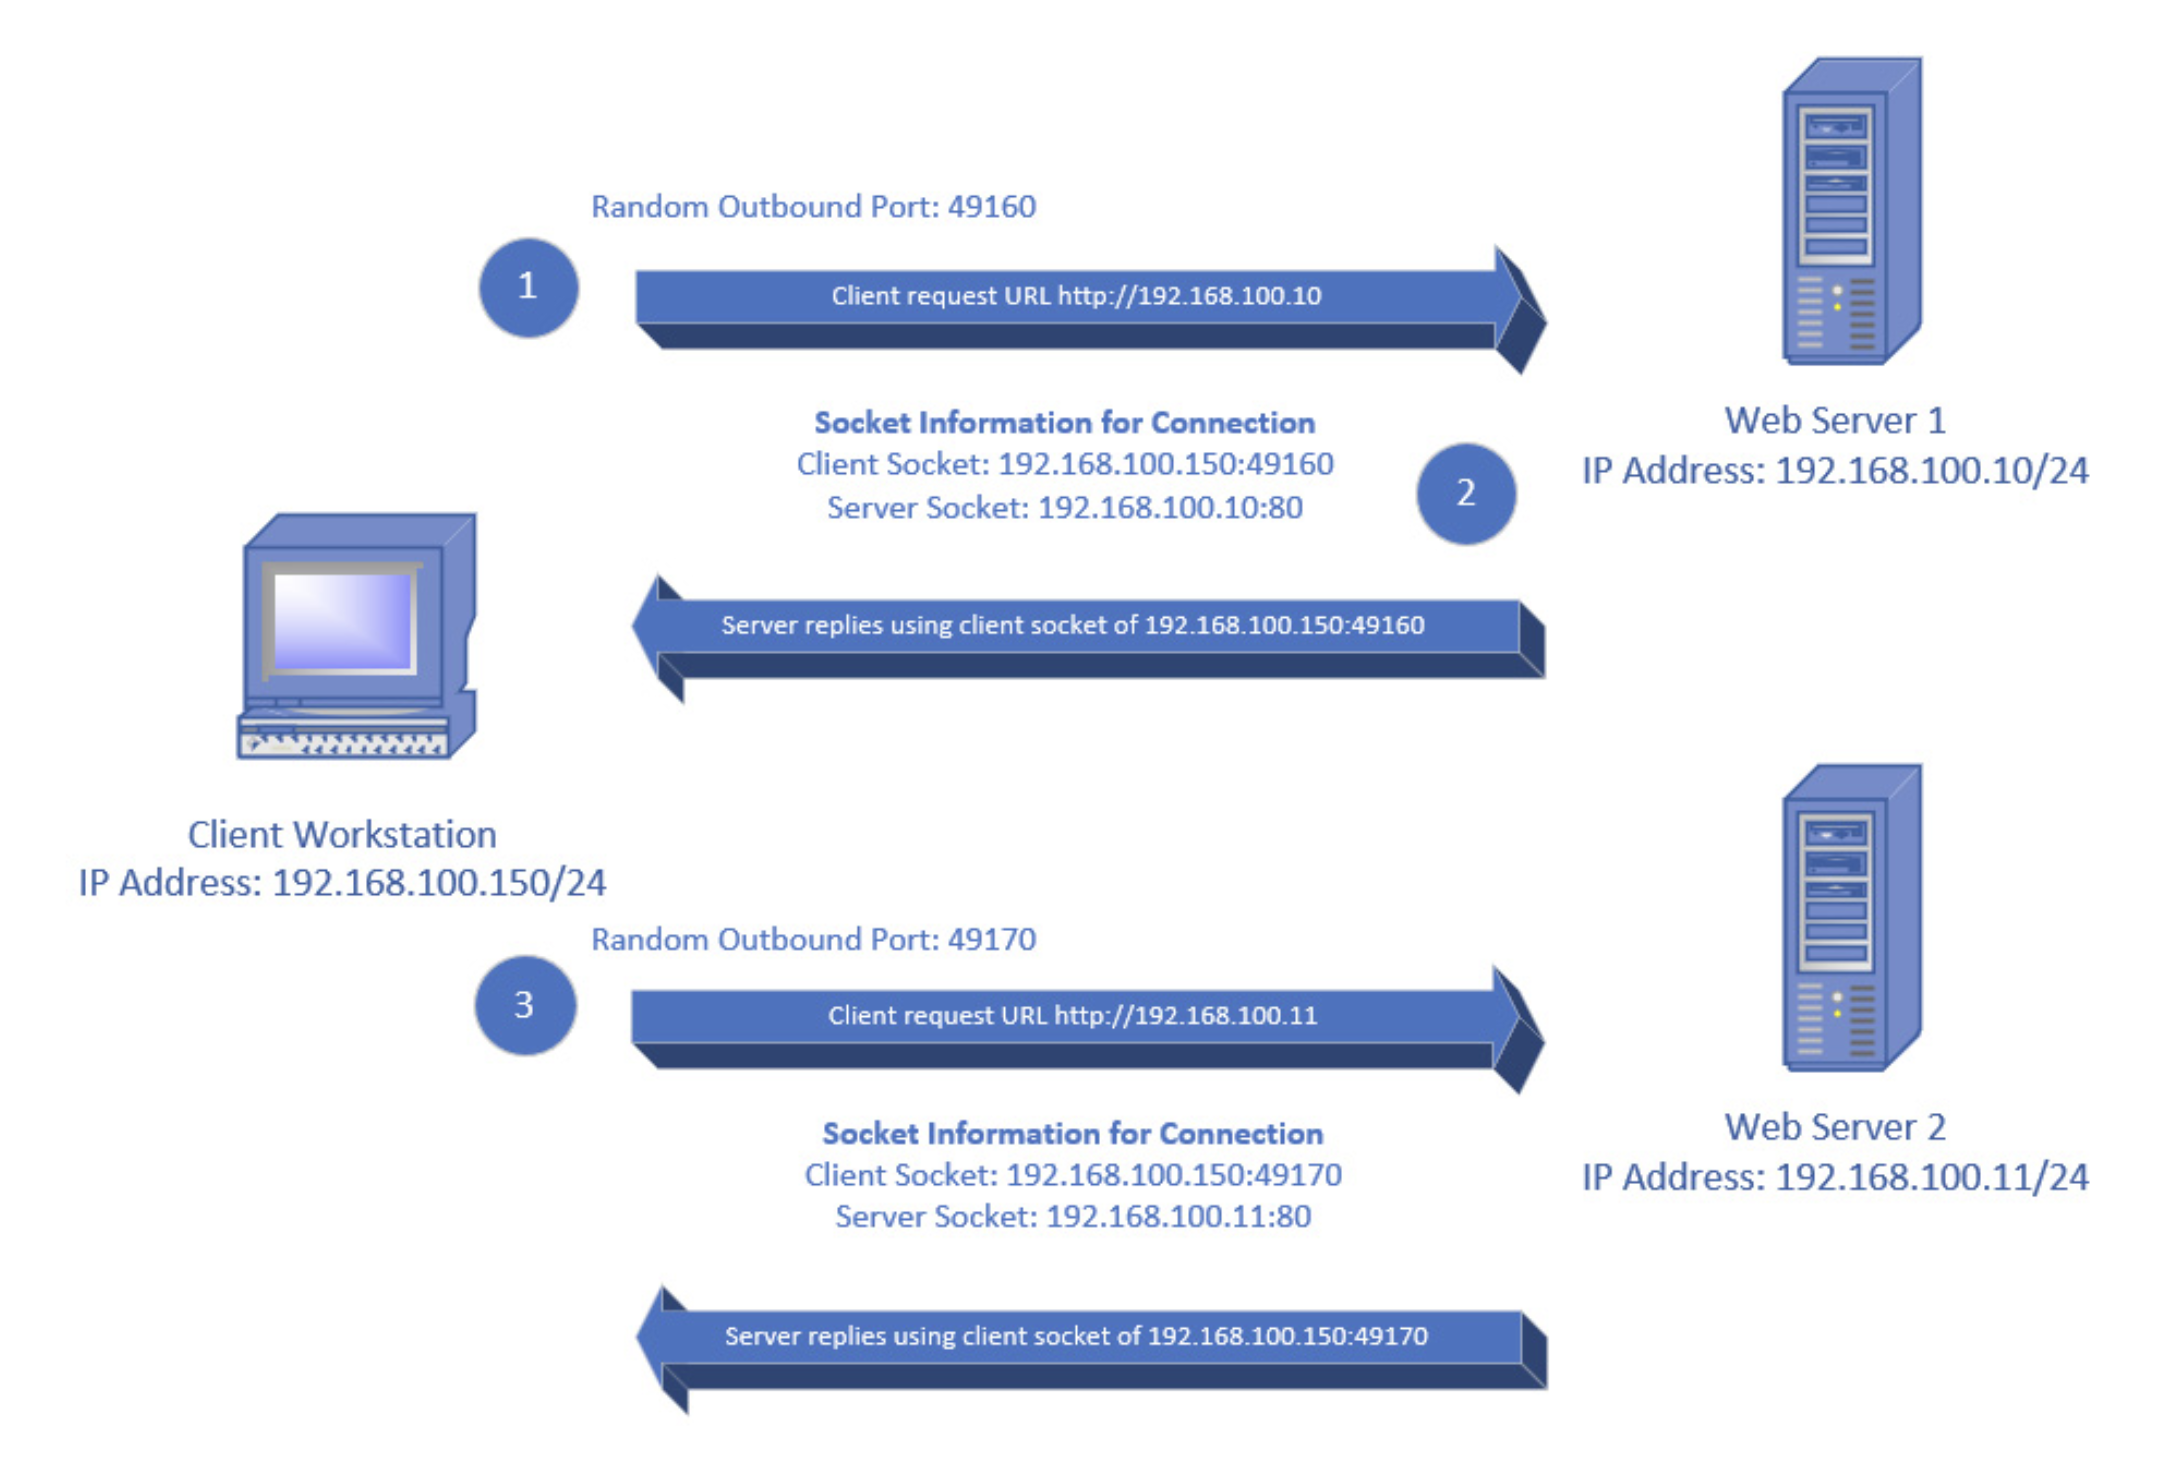 Random Outbound Port: 49160
1
Client request URL http://192.168.100.10
Socket Information for Connection
Client Socket: 192.168.100.150:49160
Server Socket: 192.168.100.10:80
2
Web Server 1
IP Address: 192.168.100.10/24
Server replies using client socket of 192.168.100.150:49160
Client Workstation
IP Address: 192.168.100.150/24
Random Outbound Port: 49170
3
Client request URL http://192.168.100.11
Socket Information for Connection
Client Socket: 192.168.100.150:49170
Server Socket: 192.168.100.11:80
Web Server 2
IP Address: 192.168.100.11/24
Server replies using client socket of 192.168.100.150:49170